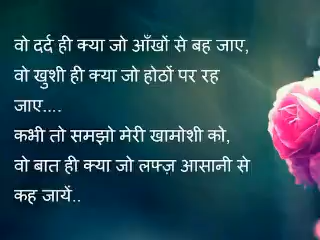 वो दर्द ही क्या जो आँखों से बह जाए,
वो खुशी ही क्या जो होठों पर रह
जाए....
कभी तो समझो मेरी खामोशी को,
वो बात ही क्या जो लफ्ज़ आसानी से
कह जायें..